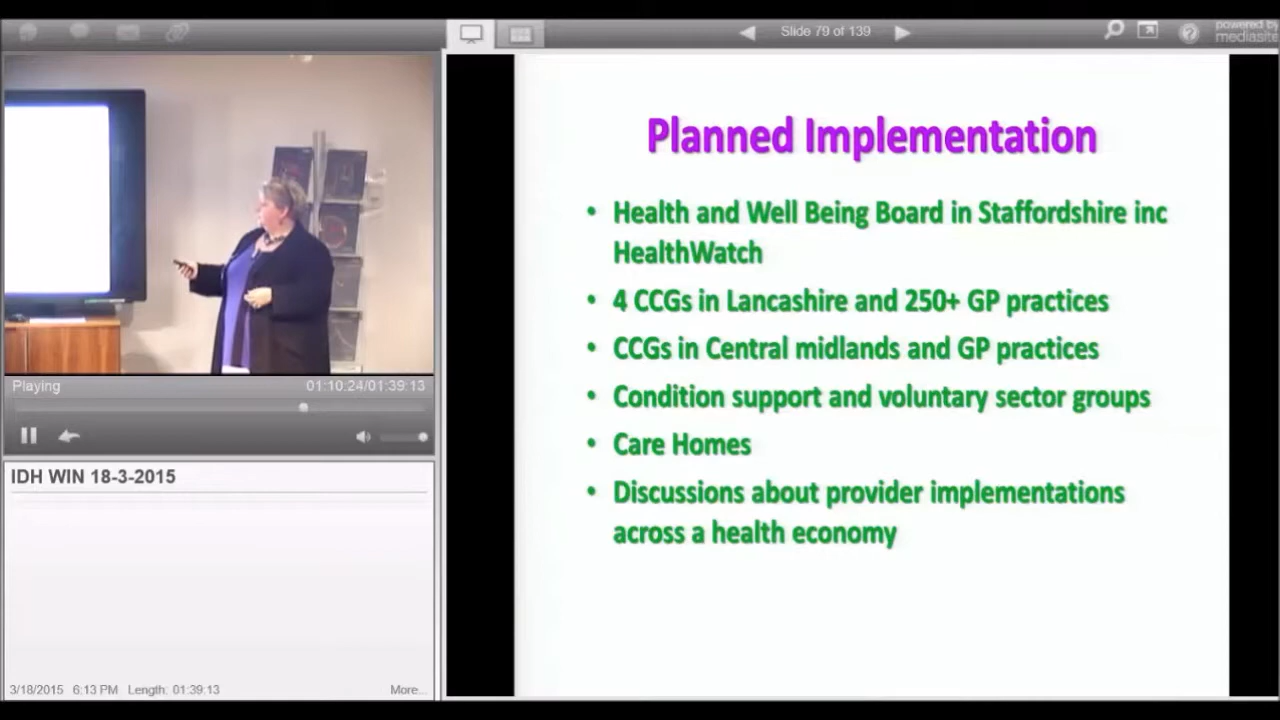 Slide 79 of 139
powered by
mediasite
Planned Implementation
• Health and Well Being Board in Staffordshire inc
HealthWatch
• 4 CCGs in Lancashire and 250+ GP practices
• CCGs in Central midlands and GP practices
• Condition support and voluntary sector groups
• Care Homes
• Discussions about provider implementations
across a health economy
Playing
01:10.24/01:39.13
IDH WIN 18-3-2015
3/18/2015 6:13 PM Length: 01:39:13
More...